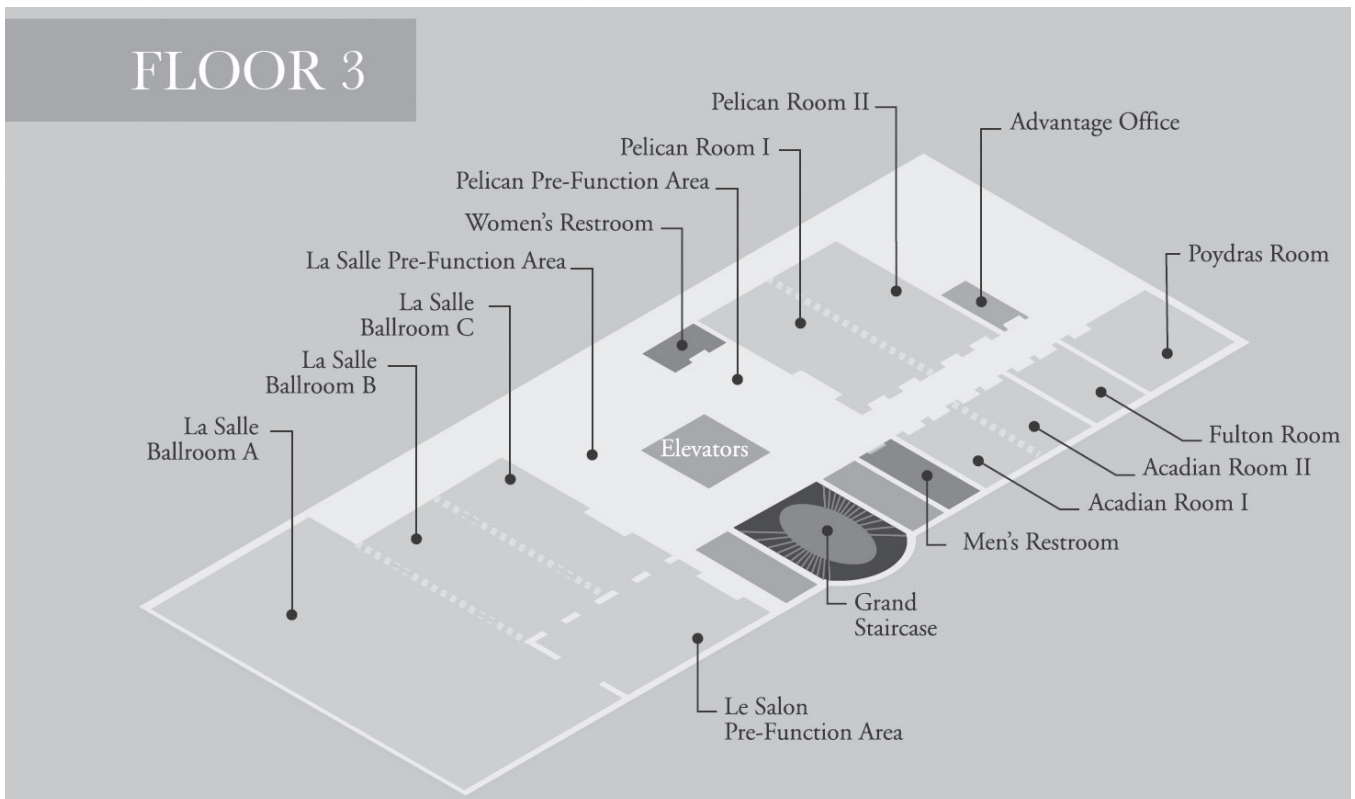 FLOOR 3
Pelican Room II
Advantage Office
Pelican Room I
Pelican Pre-Function Area
Women's Restroom
La Salle Pre-Function Area
Poydras Room
La Salle
Ballroom C
La Salle
Ballroom B
La Salle
Ballroom A
Elevators
Fulton Room
Acadian Room II
Acadian Room I
Men's Restroom
Grand
Staircase
Le Salon
Pre-Function Area